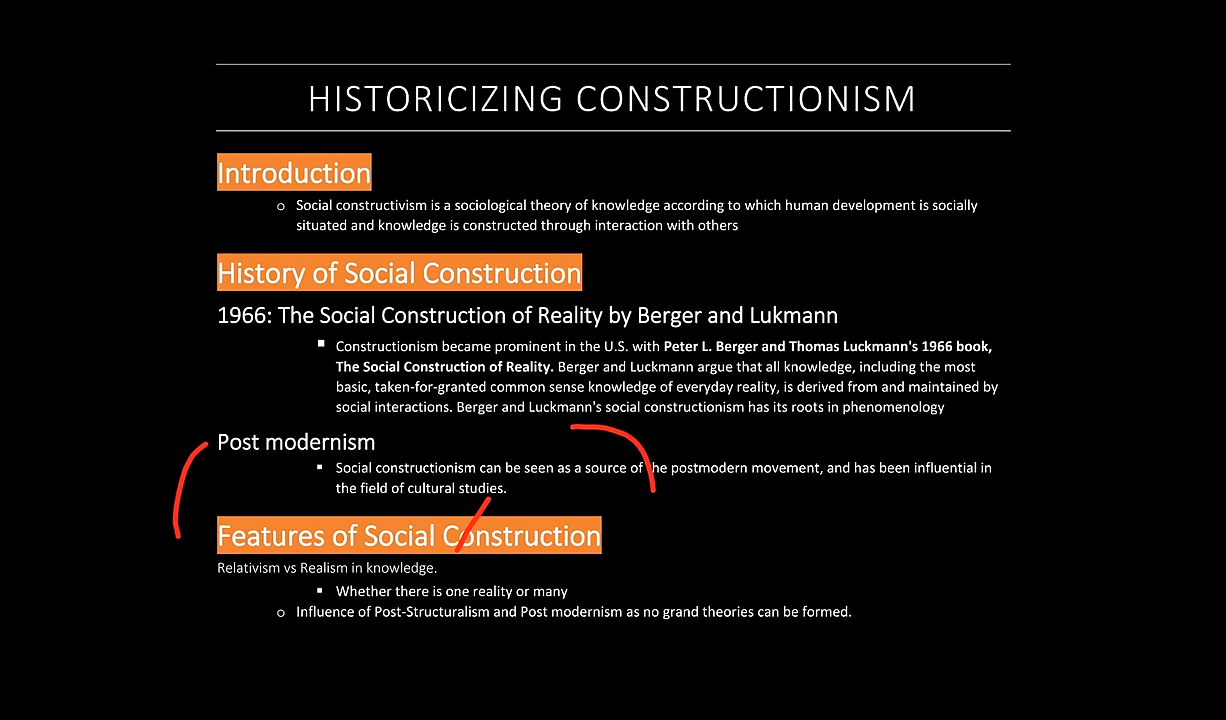 HISTORICIZING CONSTRUCTIONISM
Introduction
o Social constructivism is a sociological theory of knowledge according to which human development is socially
situated and knowledge is constructed through interaction with others
History of Social Construction
1966: The Social Construction of Reality by Berger and Lukmann
▪ Constructionism became prominent in the U.S. with Peter L. Berger and Thomas Luckmann's 1966 book,
The Social Construction of Reality. Berger and Luckmann argue that all knowledge, including the most
basic, taken-for-granted common sense knowledge of everyday reality, is derived from and maintained by
social interactions. Berger and Luckmann's social constructionism has its roots in phenomenology
Post modernism
▪ Social constructionism can be seen as a source of the postmodern movement, and has been influential in
the field of cultural studies.
Features of Social Construction
Relativism vs Realism in knowledge.
▪ Whether there is one reality or many
o Influence of Post-Structuralism and Post modernism as no grand theories can be formed.